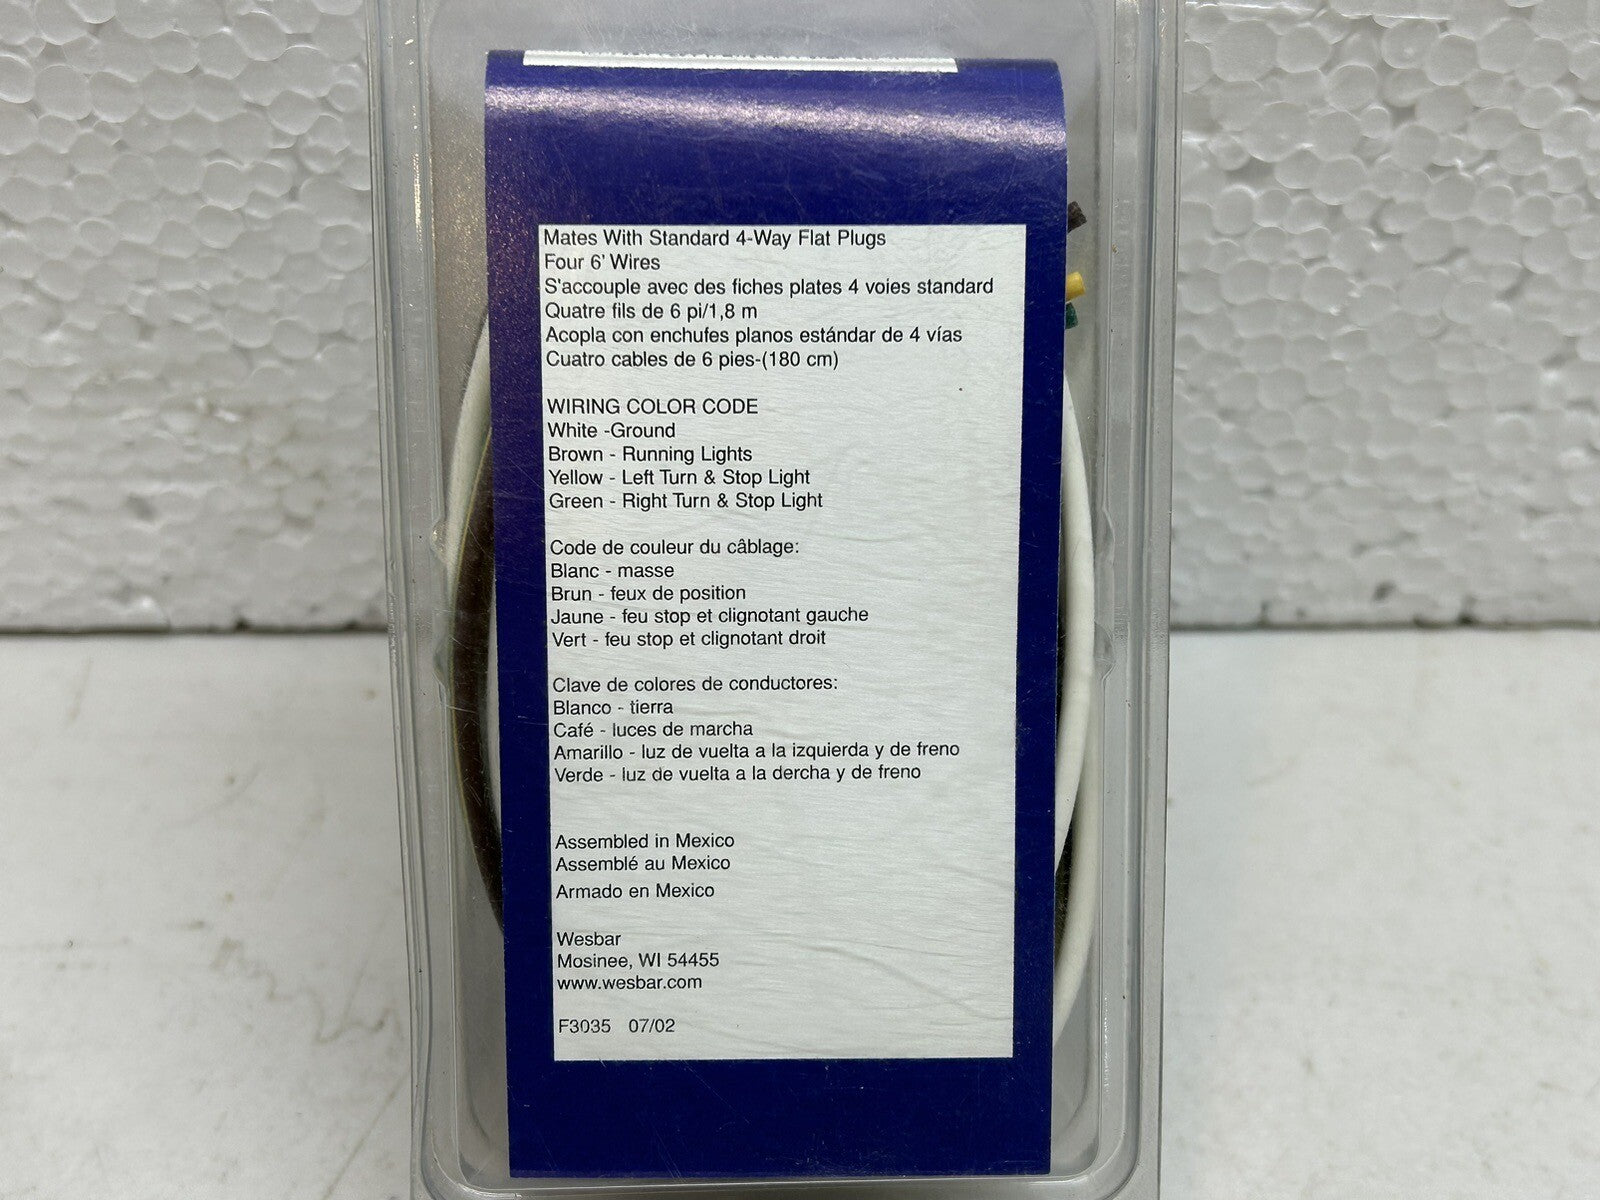 Mates With Standard 4-Way Flat Plugs
Four 6' Wires
S'accouple avec des fiches plates 4 voies standard
Quatre fils de 6 pi/1,8 m
Acopla con enchufes planos estándar de 4 vías
Cuatro cables de 6 pies-(180 cm)
WIRING COLOR CODE
White -Ground
Brown - Running Lights
Yellow - Left Turn & Stop Light
Green - Right Turn & Stop Light
Code de couleur du câblage:
Blanc - masse
Brun - feux de position
Jaune - feu stop et clignotant gauche
Vert - feu stop et clignotant droit
Clave de colores de conductores:
Blanco - tierra
Café - luces de marcha
Amarillo - luz de vuelta a la izquierda y de freno
Verde - luz de vuelta a la dercha y de freno
Assembled in Mexico
Assemblé au Mexico
Armado en Mexico
Wesbar
Mosinee, WI 54455
www.wesbar.com
F3035 07/02